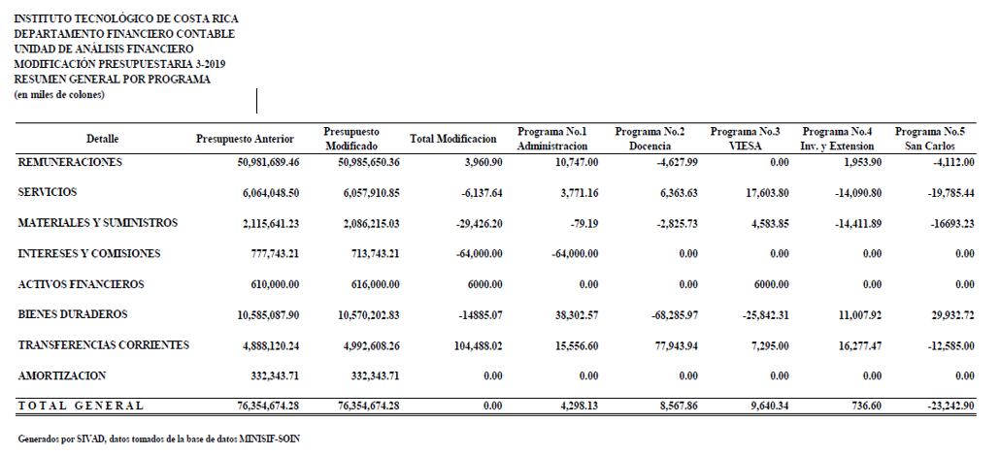 INSTITUTO TECNOLÓGICO DE COSTA RICA
DEPARTAMENTO FINANCIERO CONTABLE
UNIDAD DE ANÁLISIS FINANCIERO
MODIFICACIÓN PRESUPUESTARIA 3-2019
RESUMEN GENERAL POR PROGRAMA
(en miles de colones)
Detalle Presupuesto Anterior Presupuesto Modificado Total Modificacion Programa No.1 Administracion Programa No.2 Docencia Programa No.3 VIESA Programa No.4 Inv. y Extension Programa No.5 San Carlos
REMUNERACIONES 50,981,689.46 50,985,650.36 3,960.90 10,747.00 -4,627.99 0.00 1,953.90 -4,112.00
SERVICIOS 6,064,048.50 6,057,910.85 -6,137.64 3,771.16 6,363.63 17,603.80 -14,090.80 -19,785.44
MATERIALES Y SUMINISTROS 2,115,641.23 2,086,215.03 -29,426.20 -79.19 -2,825.73 4,583.85 -14,411.89 -16693.23
INTERESES Y COMISIONES 777,743.21 713,743.21 -64,000.00 -64,000.00 0.00 0.00 0.00 0.00
ACTIVOS FINANCIEROS 610,000.00 616,000.00 6000.00 0.00 0.00 6000.00 0.00 0.00
BIENES DURADEROS 10,585,087.90 10,570,202.83 -14885.07 38,302.57 -68,285.97 -25,842.31 11,007.92 29,932.72
TRANSFERENCIAS CORRIENTES 4,888,120.24 4,992,608.26 104,488.02 15,556.60 77,943.94 7,295.00 16,277.47 -12,585.00
AMORTIZACION 332,343.71 332,343.71 0.00 0.00 0.00 0.00 0.00 0.00
TOTAL GENERAL 76,354,674.28 76,354,674.28 0.00 4,298.13 8,567.86 9,640.34 736.60 -23,242.90
Generados por SIVAD, datos tomados de la base de datos MINISIF-SOIN